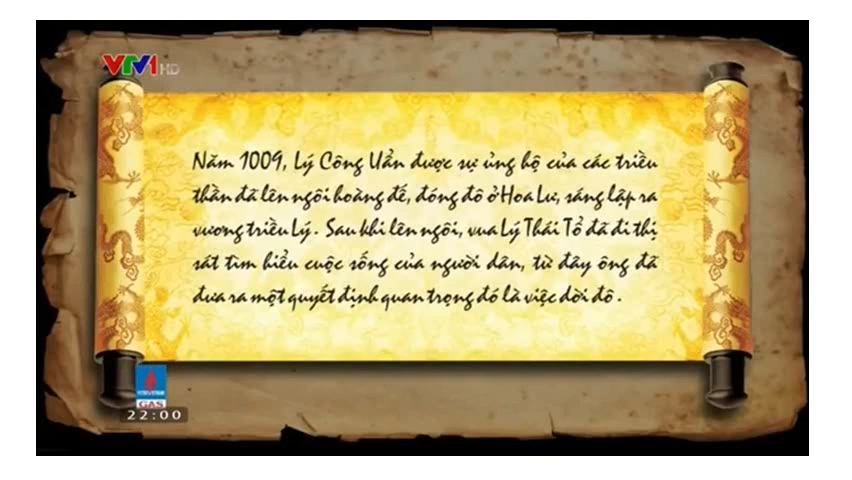 VTV1 HD
Năm 1009, Lý Công Uẩn được sự ủng hộ của các triều
thần đã lên ngôi hoàng đế, đóng đô ở Hoa Lư, sáng lập ra
vương triều Lý. Sau khi lên ngôi, vua Lý Thái Tổ đã đi thị
sát tìm hiểu cuộc sống của người dân, từ đây ông đã
đưa ra một quyết định quan trọng đó là việc dời đô.
PETROVIETNAM
GAS
22:00